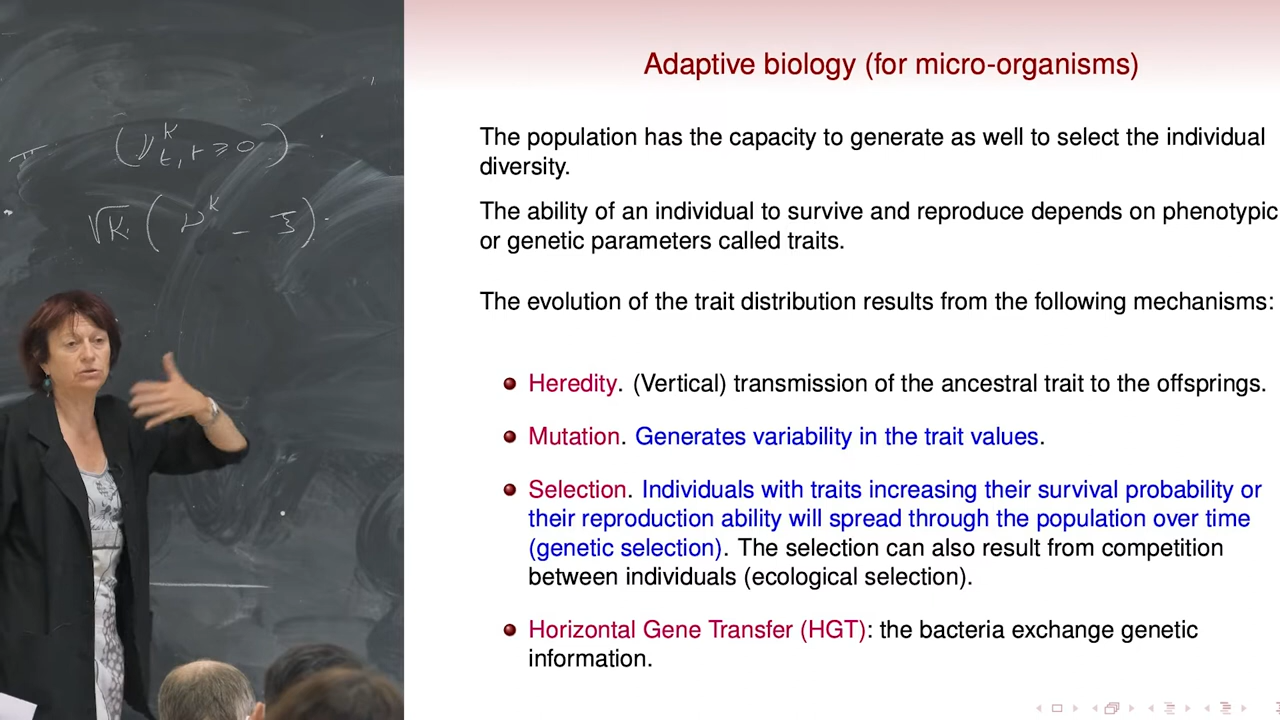 (ν_t^K, t ≥ 0)
√K (ν^K - ξ)
Adaptive biology (for micro-organisms)
The population has the capacity to generate as well to select the individual
diversity.
The ability of an individual to survive and reproduce depends on phenotypic
or genetic parameters called traits.
The evolution of the trait distribution results from the following mechanisms:
Heredity. (Vertical) transmission of the ancestral trait to the offsprings.
Mutation. Generates variability in the trait values.
Selection. Individuals with traits increasing their survival probability or
their reproduction ability will spread through the population over time
(genetic selection). The selection can also result from competition
between individuals (ecological selection).
Horizontal Gene Transfer (HGT): the bacteria exchange genetic
information.